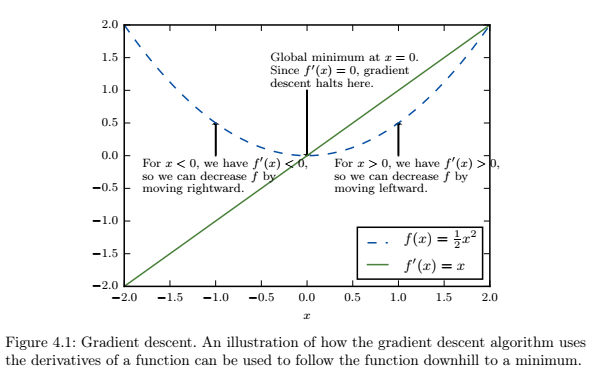 2.0
1.5
1.0
0.5
0.0
−0.5
−1.0
−1.5
−2.0
Global minimum at x = 0.
Since f′(x) = 0, gradient
descent halts here.
For x < 0, we have f′(x) < 0,
so we can decrease f by
moving rightward.
For x > 0, we have f′(x) > 0,
so we can decrease f by
moving leftward.
f(x) = ½x²
f′(x) = x
−2.0 −1.5 −1.0 −0.5 0.0 0.5 1.0 1.5 2.0
x
Figure 4.1: Gradient descent. An illustration of how the gradient descent algorithm uses
the derivatives of a function can be used to follow the function downhill to a minimum.